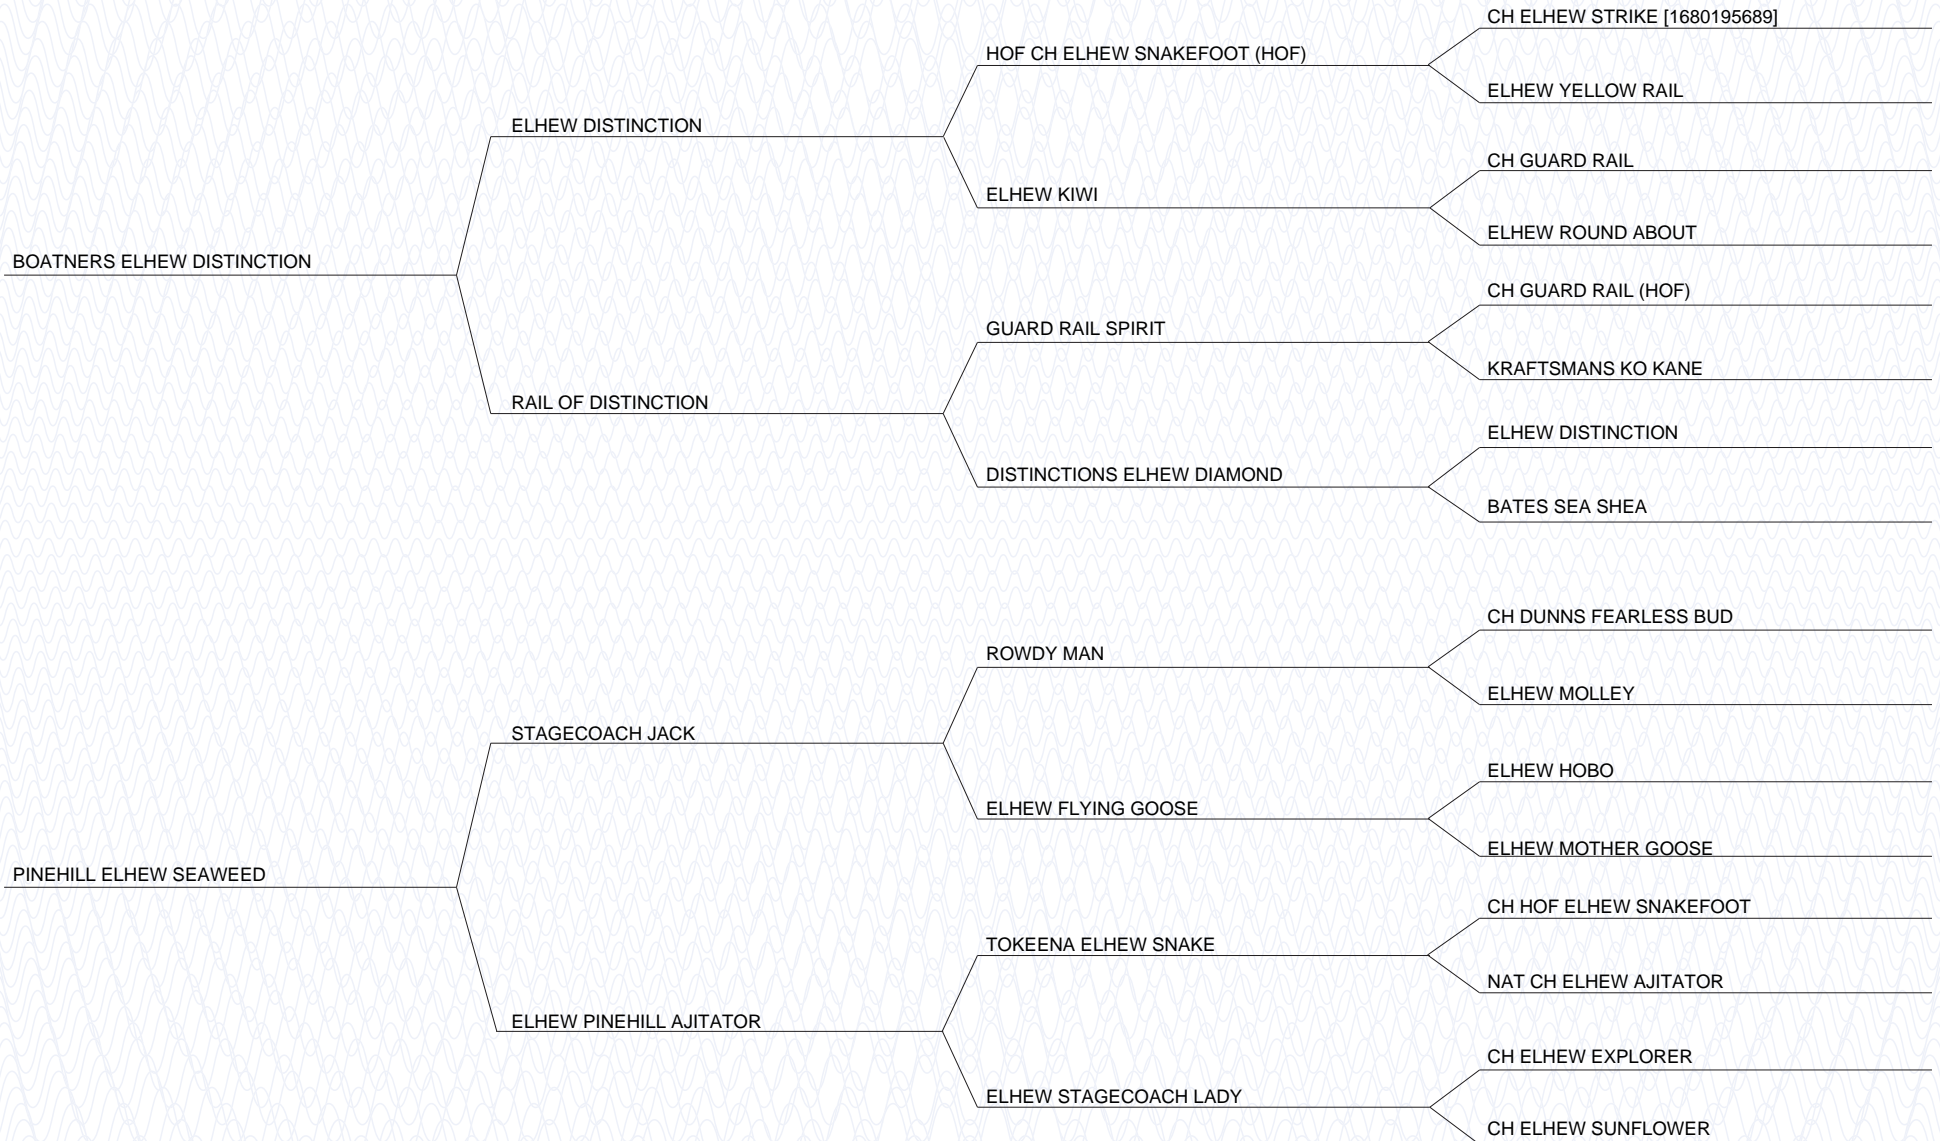 CH ELHEW STRIKE [1680195689]
HOF CH ELHEW SNAKEFOOT (HOF)
ELHEW YELLOW RAIL
ELHEW DISTINCTION
CH GUARD RAIL
ELHEW KIWI
ELHEW ROUND ABOUT
BOATNERS ELHEW DISTINCTION
CH GUARD RAIL (HOF)
GUARD RAIL SPIRIT
KRAFTSMANS KO KANE
RAIL OF DISTINCTION
ELHEW DISTINCTION
DISTINCTIONS ELHEW DIAMOND
BATES SEA SHEA
CH DUNNS FEARLESS BUD
ROWDY MAN
ELHEW MOLLEY
STAGECOACH JACK
ELHEW HOBO
ELHEW FLYING GOOSE
ELHEW MOTHER GOOSE
PINEHILL ELHEW SEAWEED
CH HOF ELHEW SNAKEFOOT
TOKEENA ELHEW SNAKE
NAT CH ELHEW AJITATOR
ELHEW PINEHILL AJITATOR
CH ELHEW EXPLORER
ELHEW STAGECOACH LADY
CH ELHEW SUNFLOWER